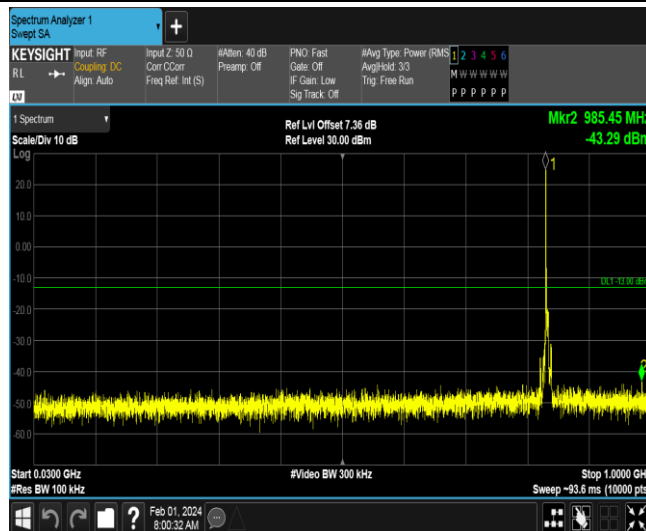 Spectrum Analyzer 1
Swept SA
+
KEYSIGHT
RL
LXI
Input: RF
Coupling: DC
Align: Auto
Input Z: 50 Ω
Corr CCorr
Freq Ref: Int (S)
#Atten: 40 dB
Preamp: Off
PNO: Fast
Gate: Off
IF Gain: Low
Sig Track: Off
#Avg Type: Power (RMS
Avg|Hold: 3/3
Trig: Free Run
1 2 3 4 5 6
M W W W W W
P P P P P P
1 Spectrum
Scale/Div 10 dB
Ref Lvl Offset 7.36 dB
Ref Level 30.00 dBm
Mkr2 985.45 MHz
-43.29 dBm
Log
1
20.0
10.0
0.00
-10.0
DL1 -13.00 dBm
-20.0
-30.0
-40.0
2
-50.0
-60.0
Start 0.0300 GHz
#Res BW 100 kHz
#Video BW 300 kHz
Stop 1.0000 GH
Sweep ~93.6 ms (10000 pts
?
Feb 01, 2024
8:00:32 AM